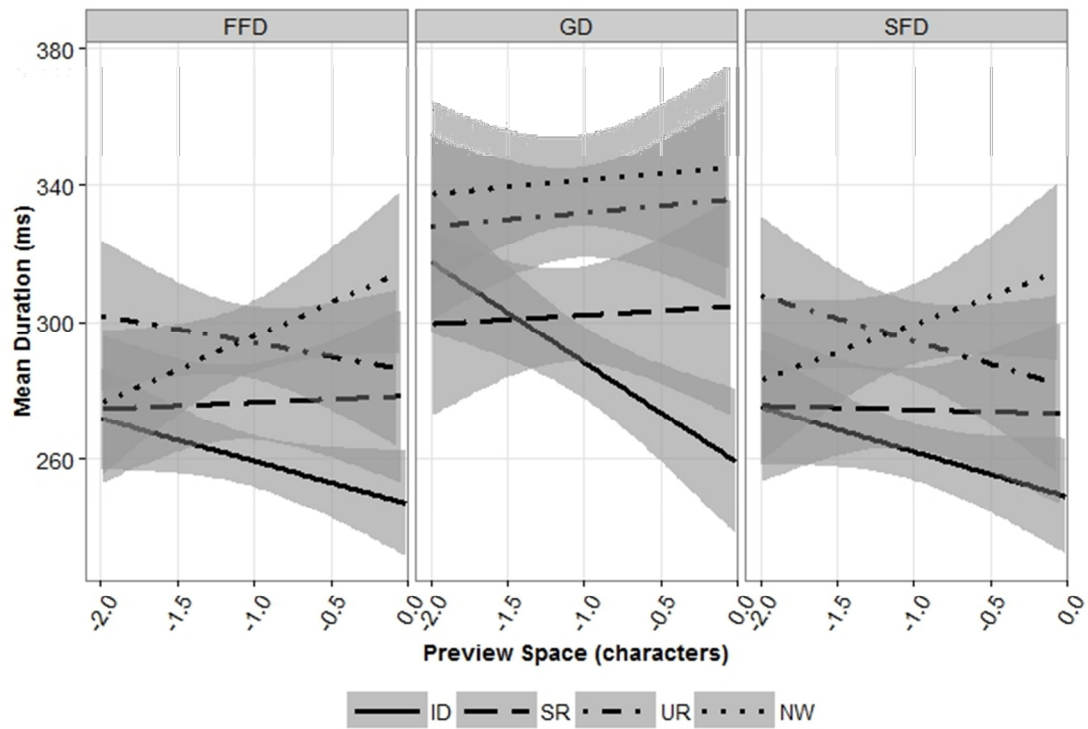 FFD GD SFD
380
340
300
260
Mean Duration (ms)
-2.0 -1.5 -1.0 -0.5 0.0 -2.0 -1.5 -1.0 -0.5 0.0 -2.0 -1.5 -1.0 -0.5 0.0
Preview Space (characters)
ID SR UR NW